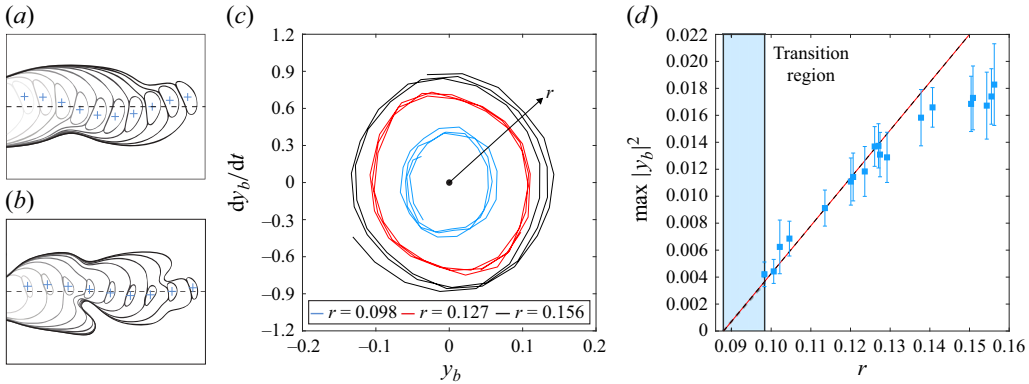 (a)
(b)
(c)
1.2
0.9
0.6
0.3
0
−0.3
−0.6
−0.9
−1.2
dy_b/dt
r
r = 0.098 r = 0.127 r = 0.156
−0.2 −0.1 0 0.1 0.2
y_b
(d)
0.022
0.020
0.018
0.016
0.014
0.012
0.010
0.008
0.006
0.004
0.002
0
max |y_b|^2
Transition
region
0.09 0.10 0.11 0.12 0.13 0.14 0.15 0.16
r